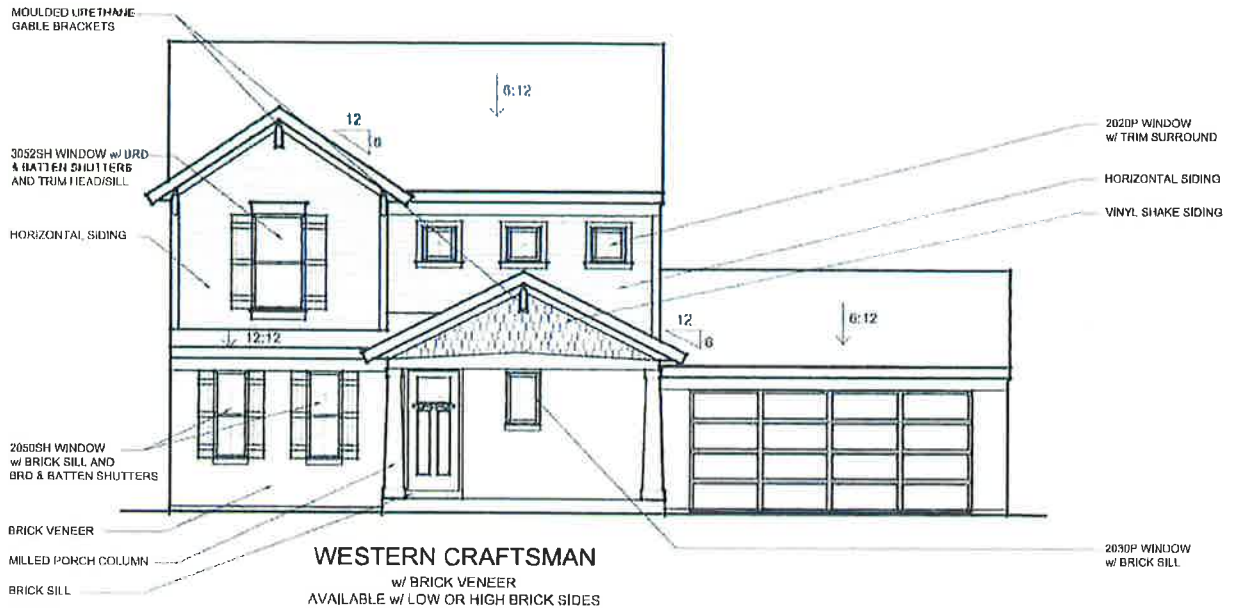 MOULDED URETHANE
GABLE BRACKETS
6:12
12
8
3052SH WINDOW w/ BRD
& BATTEN SHUTTERS
AND TRIM HEAD/SILL
2020P WINDOW
w/ TRIM SURROUND
HORIZONTAL SIDING
VINYL SHAKE SIDING
HORIZONTAL SIDING
12
6
6:12
12:12
2050SH WINDOW
w/ BRICK SILL AND
BRD & BATTEN SHUTTERS
BRICK VENEER
MILLED PORCH COLUMN
BRICK SILL
2030P WINDOW
w/ BRICK SILL
WESTERN CRAFTSMAN
w/ BRICK VENEER
AVAILABLE w/ LOW OR HIGH BRICK SIDES